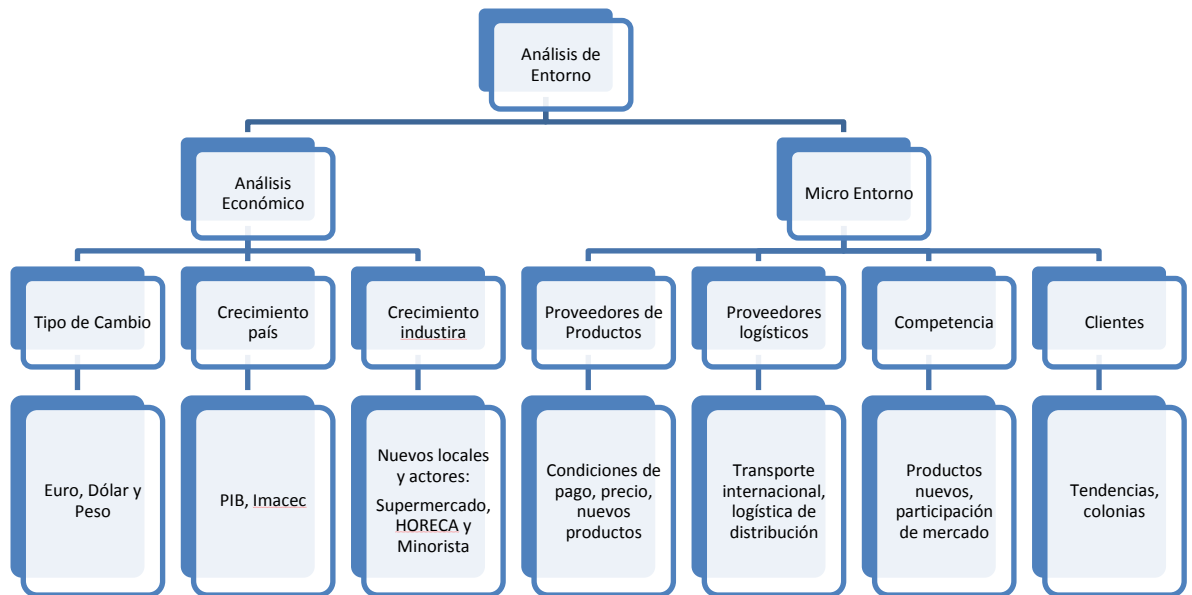 Análisis de
Entorno
Análisis
Económico
Micro Entorno
Tipo de Cambio
Crecimiento
país
Crecimiento
industira
Proveedores de
Productos
Proveedores
logísticos
Competencia
Clientes
Euro, Dólar y
Peso
PIB, Imacec
Nuevos locales
y actores:
Supermercado,
HORECA y
Minorista
Condiciones de
pago, precio,
nuevos
productos
Transporte
internacional,
logística de
distribución
Productos
nuevos,
participación
de mercado
Tendencias,
colonias